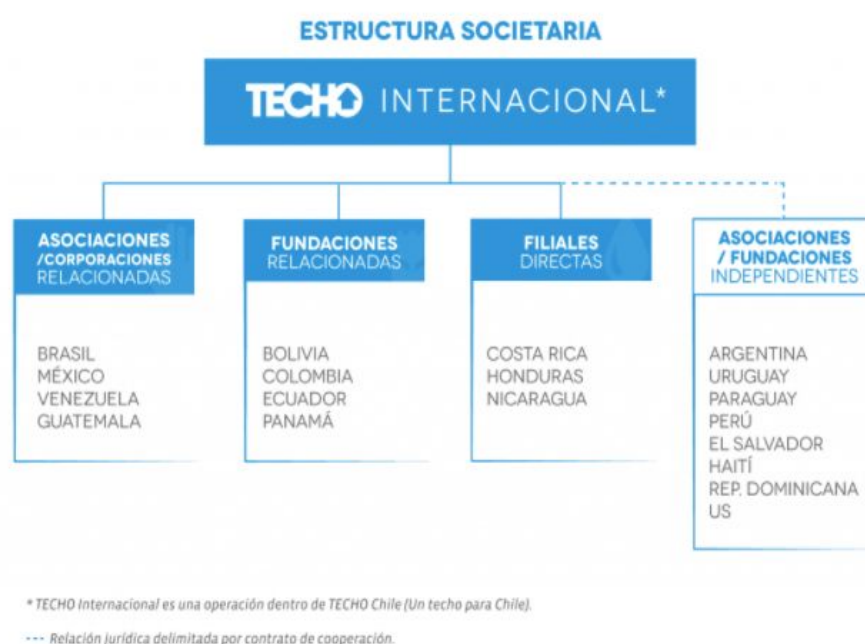 ESTRUCTURA SOCIETARIA
TECHO INTERNACIONAL*
ASOCIACIONES
/CORPORACIONES
RELACIONADAS
BRASIL
MÉXICO
VENEZUELA
GUATEMALA
FUNDACIONES
RELACIONADAS
BOLIVIA
COLOMBIA
ECUADOR
PANAMÁ
FILIALES
DIRECTAS
COSTA RICA
HONDURAS
NICARAGUA
ASOCIACIONES
/ FUNDACIONES
INDEPENDIENTES
ARGENTINA
URUGUAY
PARAGUAY
PERÚ
EL SALVADOR
HAITÍ
REP. DOMINICANA
US
* TECHO Internacional es una operación dentro de TECHO Chile (Un techo para Chile).
--- Relación jurídica delimitada por contrato de cooperación.